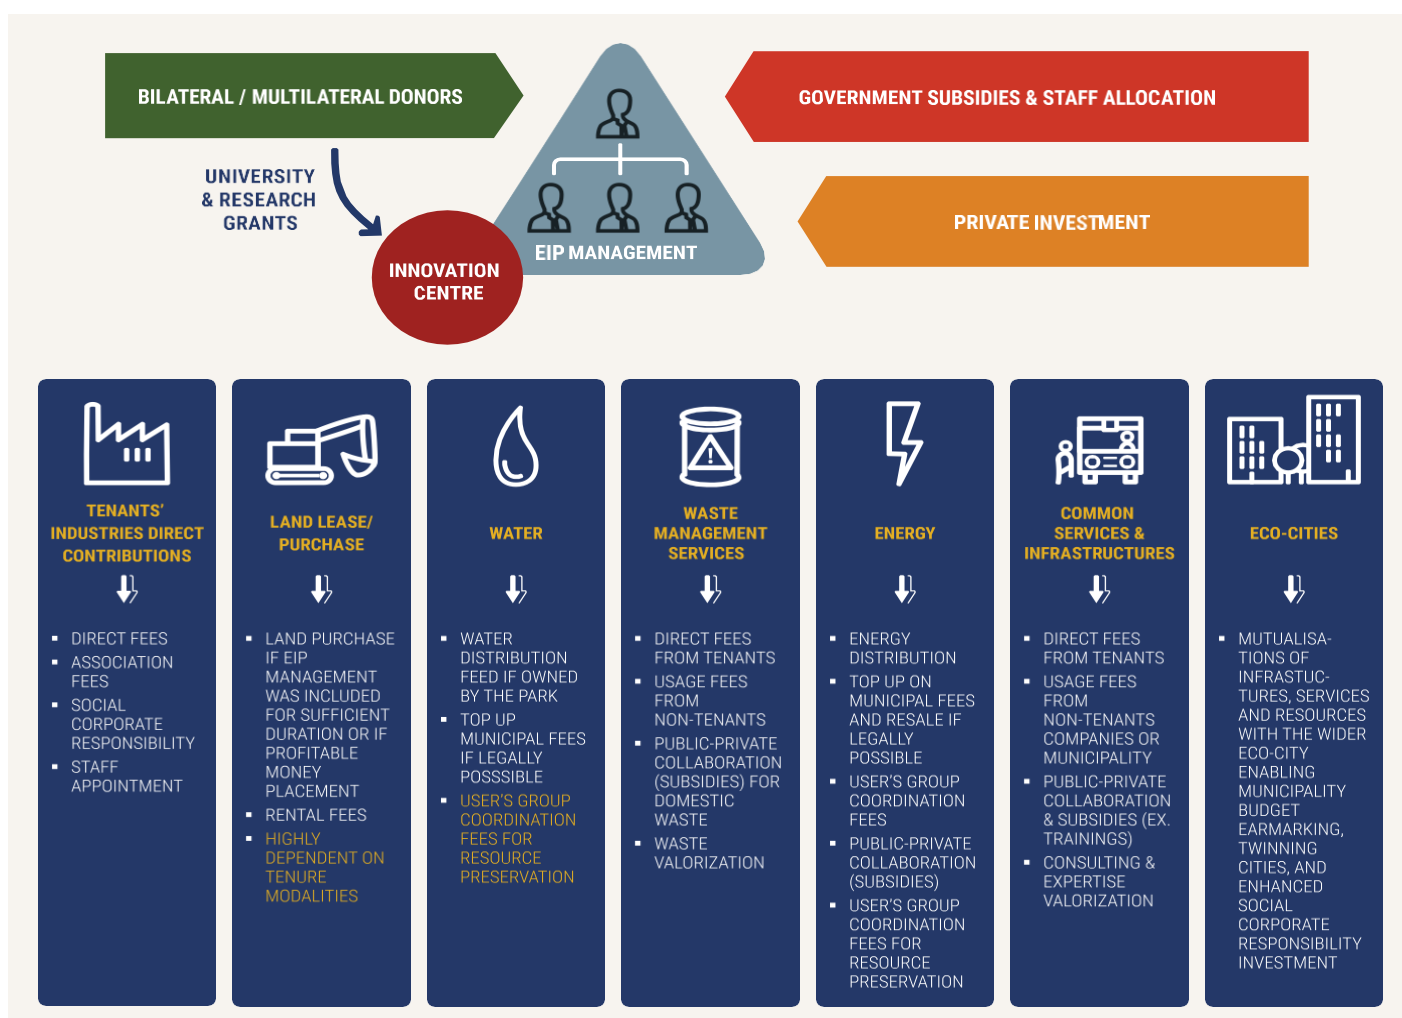 BILATERAL / MULTILATERAL DONORS
GOVERNMENT SUBSIDIES & STAFF ALLOCATION
UNIVERSITY
& RESEARCH
GRANTS
PRIVATE INVESTMENT
EIP MANAGEMENT
INNOVATION
CENTRE
TENANTS'
INDUSTRIES DIRECT
CONTRIBUTIONS
▪ DIRECT FEES
▪ ASSOCIATION
FEES
▪ SOCIAL
CORPORATE
RESPONSIBILITY
▪ STAFF
APPOINTMENT
LAND LEASE/
PURCHASE
▪ LAND PURCHASE
IF EIP
MANAGEMENT
WAS INCLUDED
FOR SUFFICIENT
DURATION OR IF
PROFITABLE
MONEY
PLACEMENT
▪ RENTAL FEES
▪ HIGHLY
DEPENDENT ON
TENURE
MODALITIES
WATER
▪ WATER
DISTRIBUTION
FEED IF OWNED
BY THE PARK
▪ TOP UP
MUNICIPAL FEES
IF LEGALLY
POSSSIBLE
▪ USER'S GROUP
COORDINATION
FEES FOR
RESOURCE
PRESERVATION
WASTE
MANAGEMENT
SERVICES
▪ DIRECT FEES
FROM TENANTS
▪ USAGE FEES
FROM
NON-TENANTS
▪ PUBLIC-PRIVATE
COLLABORATION
(SUBSIDIES) FOR
DOMESTIC
WASTE
▪ WASTE
VALORIZATION
ENERGY
▪ ENERGY
DISTRIBUTION
▪ TOP UP ON
MUNICIPAL FEES
AND RESALE IF
LEGALLY
POSSIBLE
▪ USER'S GROUP
COORDINATION
FEES
▪ PUBLIC-PRIVATE
COLLABORATION
(SUBSIDIES)
▪ USER'S GROUP
COORDINATION
FEES FOR
RESOURCE
PRESERVATION
COMMON
SERVICES &
INFRASTRUCTURES
▪ DIRECT FEES
FROM TENANTS
▪ USAGE FEES
FROM
NON-TENANTS
COMPANIES OR
MUNICIPALITY
▪ PUBLIC-PRIVATE
COLLABORATION
& SUBSIDIES (EX.
TRAININGS)
▪ CONSULTING &
EXPERTISE
VALORIZATION
ECO-CITIES
▪ MUTUALISA-
TIONS OF
INFRASTUC-
TURES, SERVICES
AND RESOURCES
WITH THE WIDER
ECO-CITY
ENABLING
MUNICIPALITY
BUDGET
EARMARKING,
TWINNING
CITIES, AND
ENHANCED
SOCIAL
CORPORATE
RESPONSIBILITY
INVESTMENT